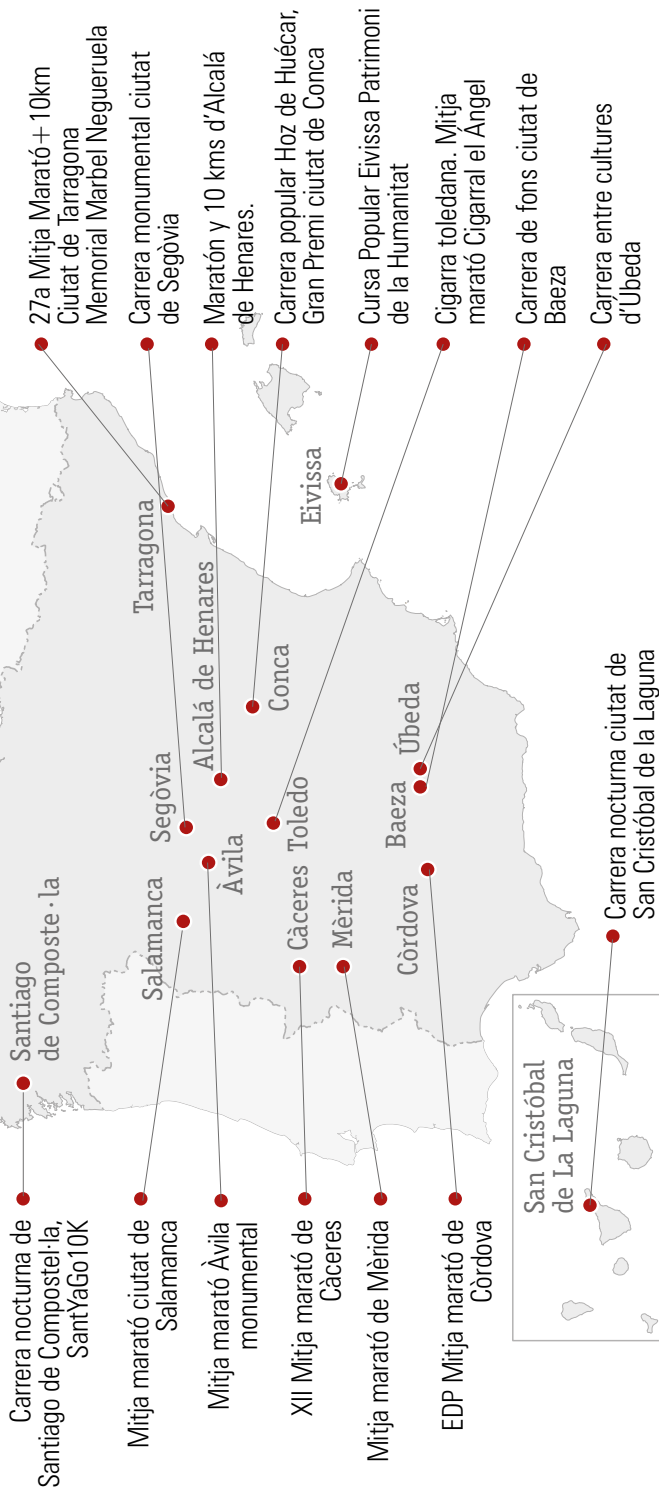 Carrera nocturna de
Santiago de Compostel·la,
SantYaGo10K
Mitja marató ciutat de
Salamanca
Mitja marató Àvila
monumental
XII Mitja marató de
Càceres
Mitja marató de Mèrida
EDP Mitja marató de
Còrdova
Santiago
de Composte·la
Salamanca
Àvila
Segòvia
Alcalá de Henares
Tarragona
Conca
Toledo
Càceres
Mèrida
Còrdova
Baeza
Úbeda
Eivissa
San Cristóbal
de La Laguna
27a Mitja Marató + 10km
Ciutat de Tarragona
Memorial Marbel Negueruela
Carrera monumental ciutat
de Segòvia
Maratón y 10 kms d'Alcalá
de Henares.
Carrera popular Hoz de Huécar,
Gran Premi ciutat de Conca
Cursa Popular Eivissa Patrimoni
de la Humanitat
Cigarra toledana. Mitja
marató Cigarral el Ángel
Carrera de fons ciutat de
Baeza
Carrera entre cultures
d'Úbeda
Carrera nocturna ciutat de
San Cristóbal de la Laguna